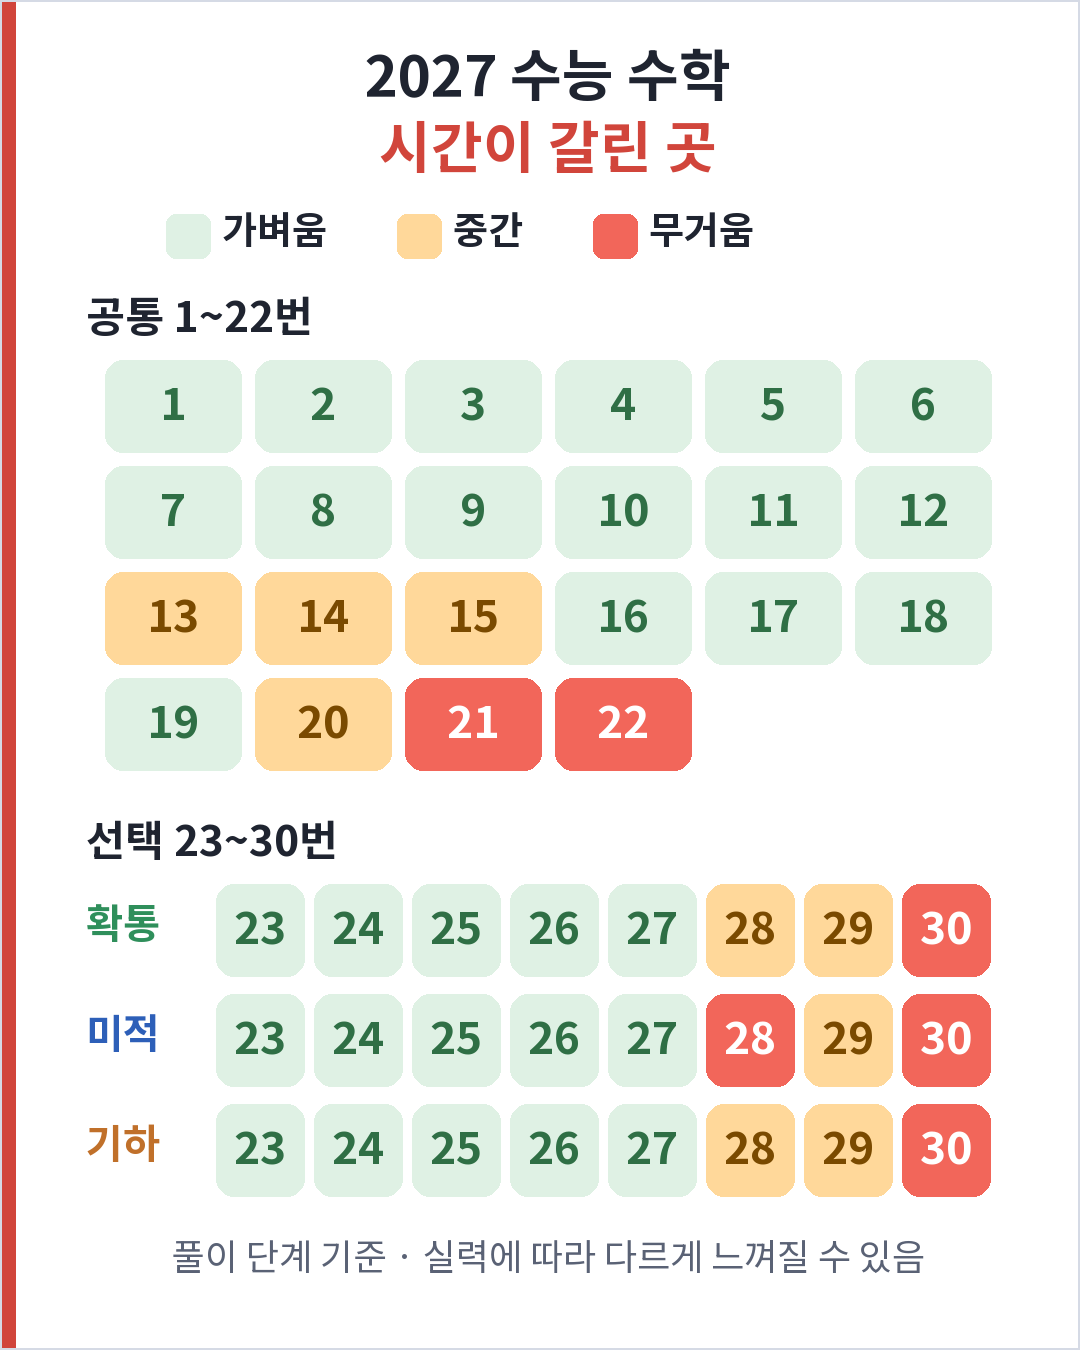 2027 수능 수학
시간이 갈린 곳
가벼움 중간 무거움
공통 1~22번
1 2 3 4 5 6
7 8 9 10 11 12
13 14 15 16 17 18
19 20 21 22
선택 23~30번
확통 23 24 25 26 27 28 29 30
미적 23 24 25 26 27 28 29 30
기하 23 24 25 26 27 28 29 30
풀이 단계 기준 · 실력에 따라 다르게 느껴질 수 있음